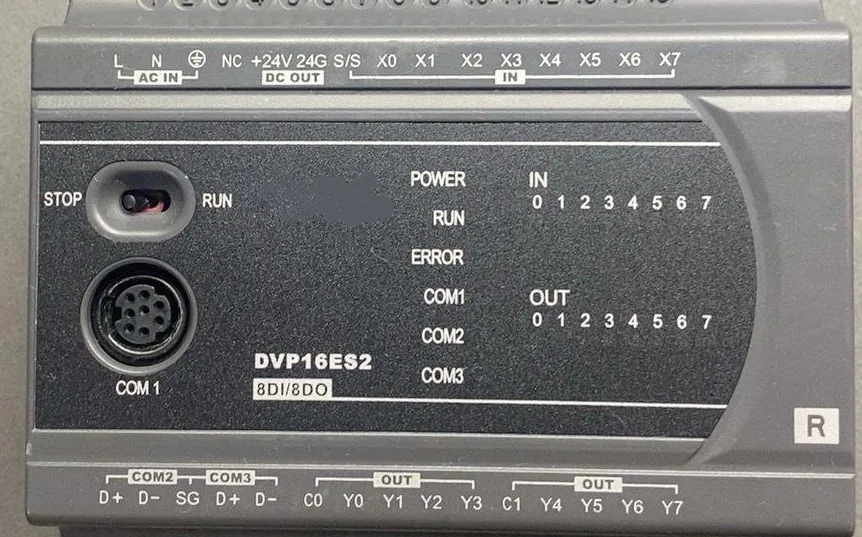 L N NC +24V 24G S/S X0 X1 X2 X3 X4 X5 X6 X7
AC IN DC OUT IN
STOP RUN
COM 1
POWER
RUN
ERROR
COM1
COM2
COM3
IN
0 1 2 3 4 5 6 7
OUT
0 1 2 3 4 5 6 7
DVP16ES2
8DI/8DO
R
COM2 COM3 OUT OUT
D+ D- SG D+ D- C0 Y0 Y1 Y2 Y3 C1 Y4 Y5 Y6 Y7